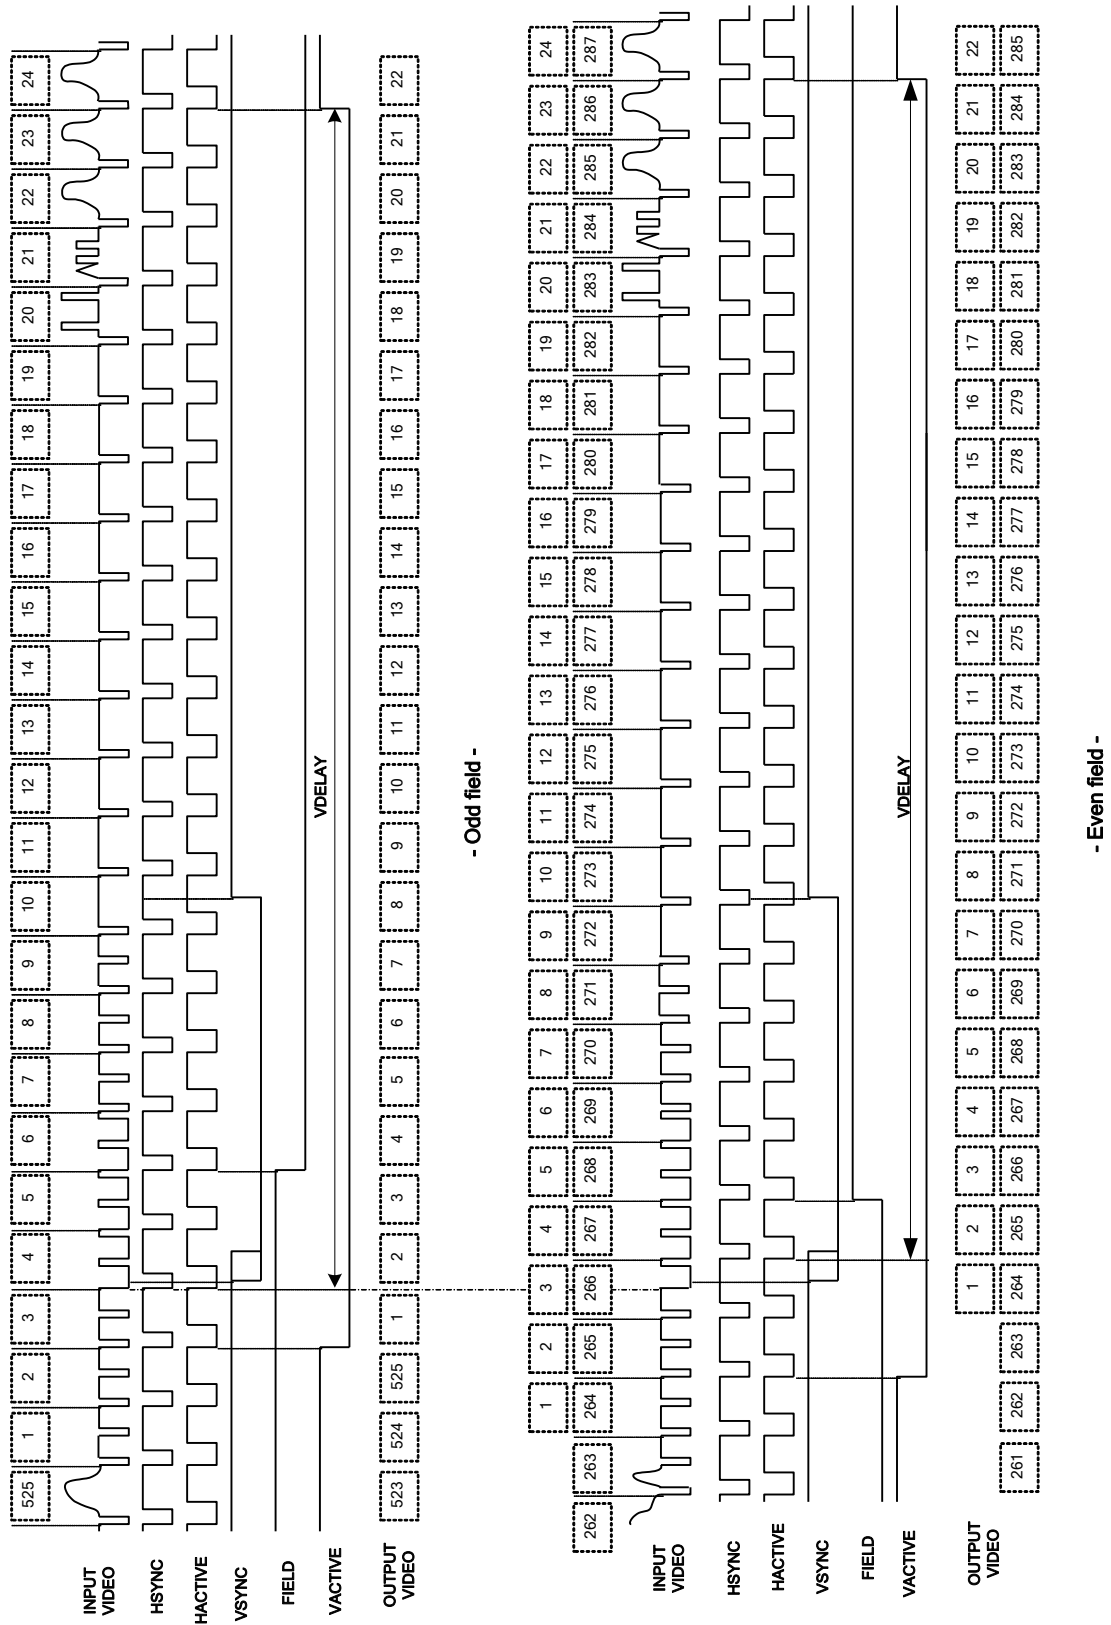 525 1 2 3 4 5 6 7 8 9 10 11 12 13 14 15 16 17 18 19 20 21 22 23 24
INPUT
VIDEO
HSYNC
HACTIVE
VSYNC
FIELD
VDELAY
VACTIVE
OUTPUT
VIDEO
523 524 525 1 2 3 4 5 6 7 8 9 10 11 12 13 14 15 16 17 18 19 20 21 22
- Odd field -
1 2 3 4 5 6 7 8 9 10 11 12 13 14 15 16 17 18 19 20 21 22 23 24
262 263 264 265 266 267 268 269 270 271 272 273 274 275 276 277 278 279 280 281 282 283 284 285 286 287
INPUT
VIDEO
HSYNC
HACTIVE
VSYNC
FIELD
VDELAY
VACTIVE
OUTPUT
VIDEO
1 2 3 4 5 6 7 8 9 10 11 12 13 14 15 16 17 18 19 20 21 22
261 262 263 264 265 266 267 268 269 270 271 272 273 274 275 276 277 278 279 280 281 282 283 284 285
- Even field -